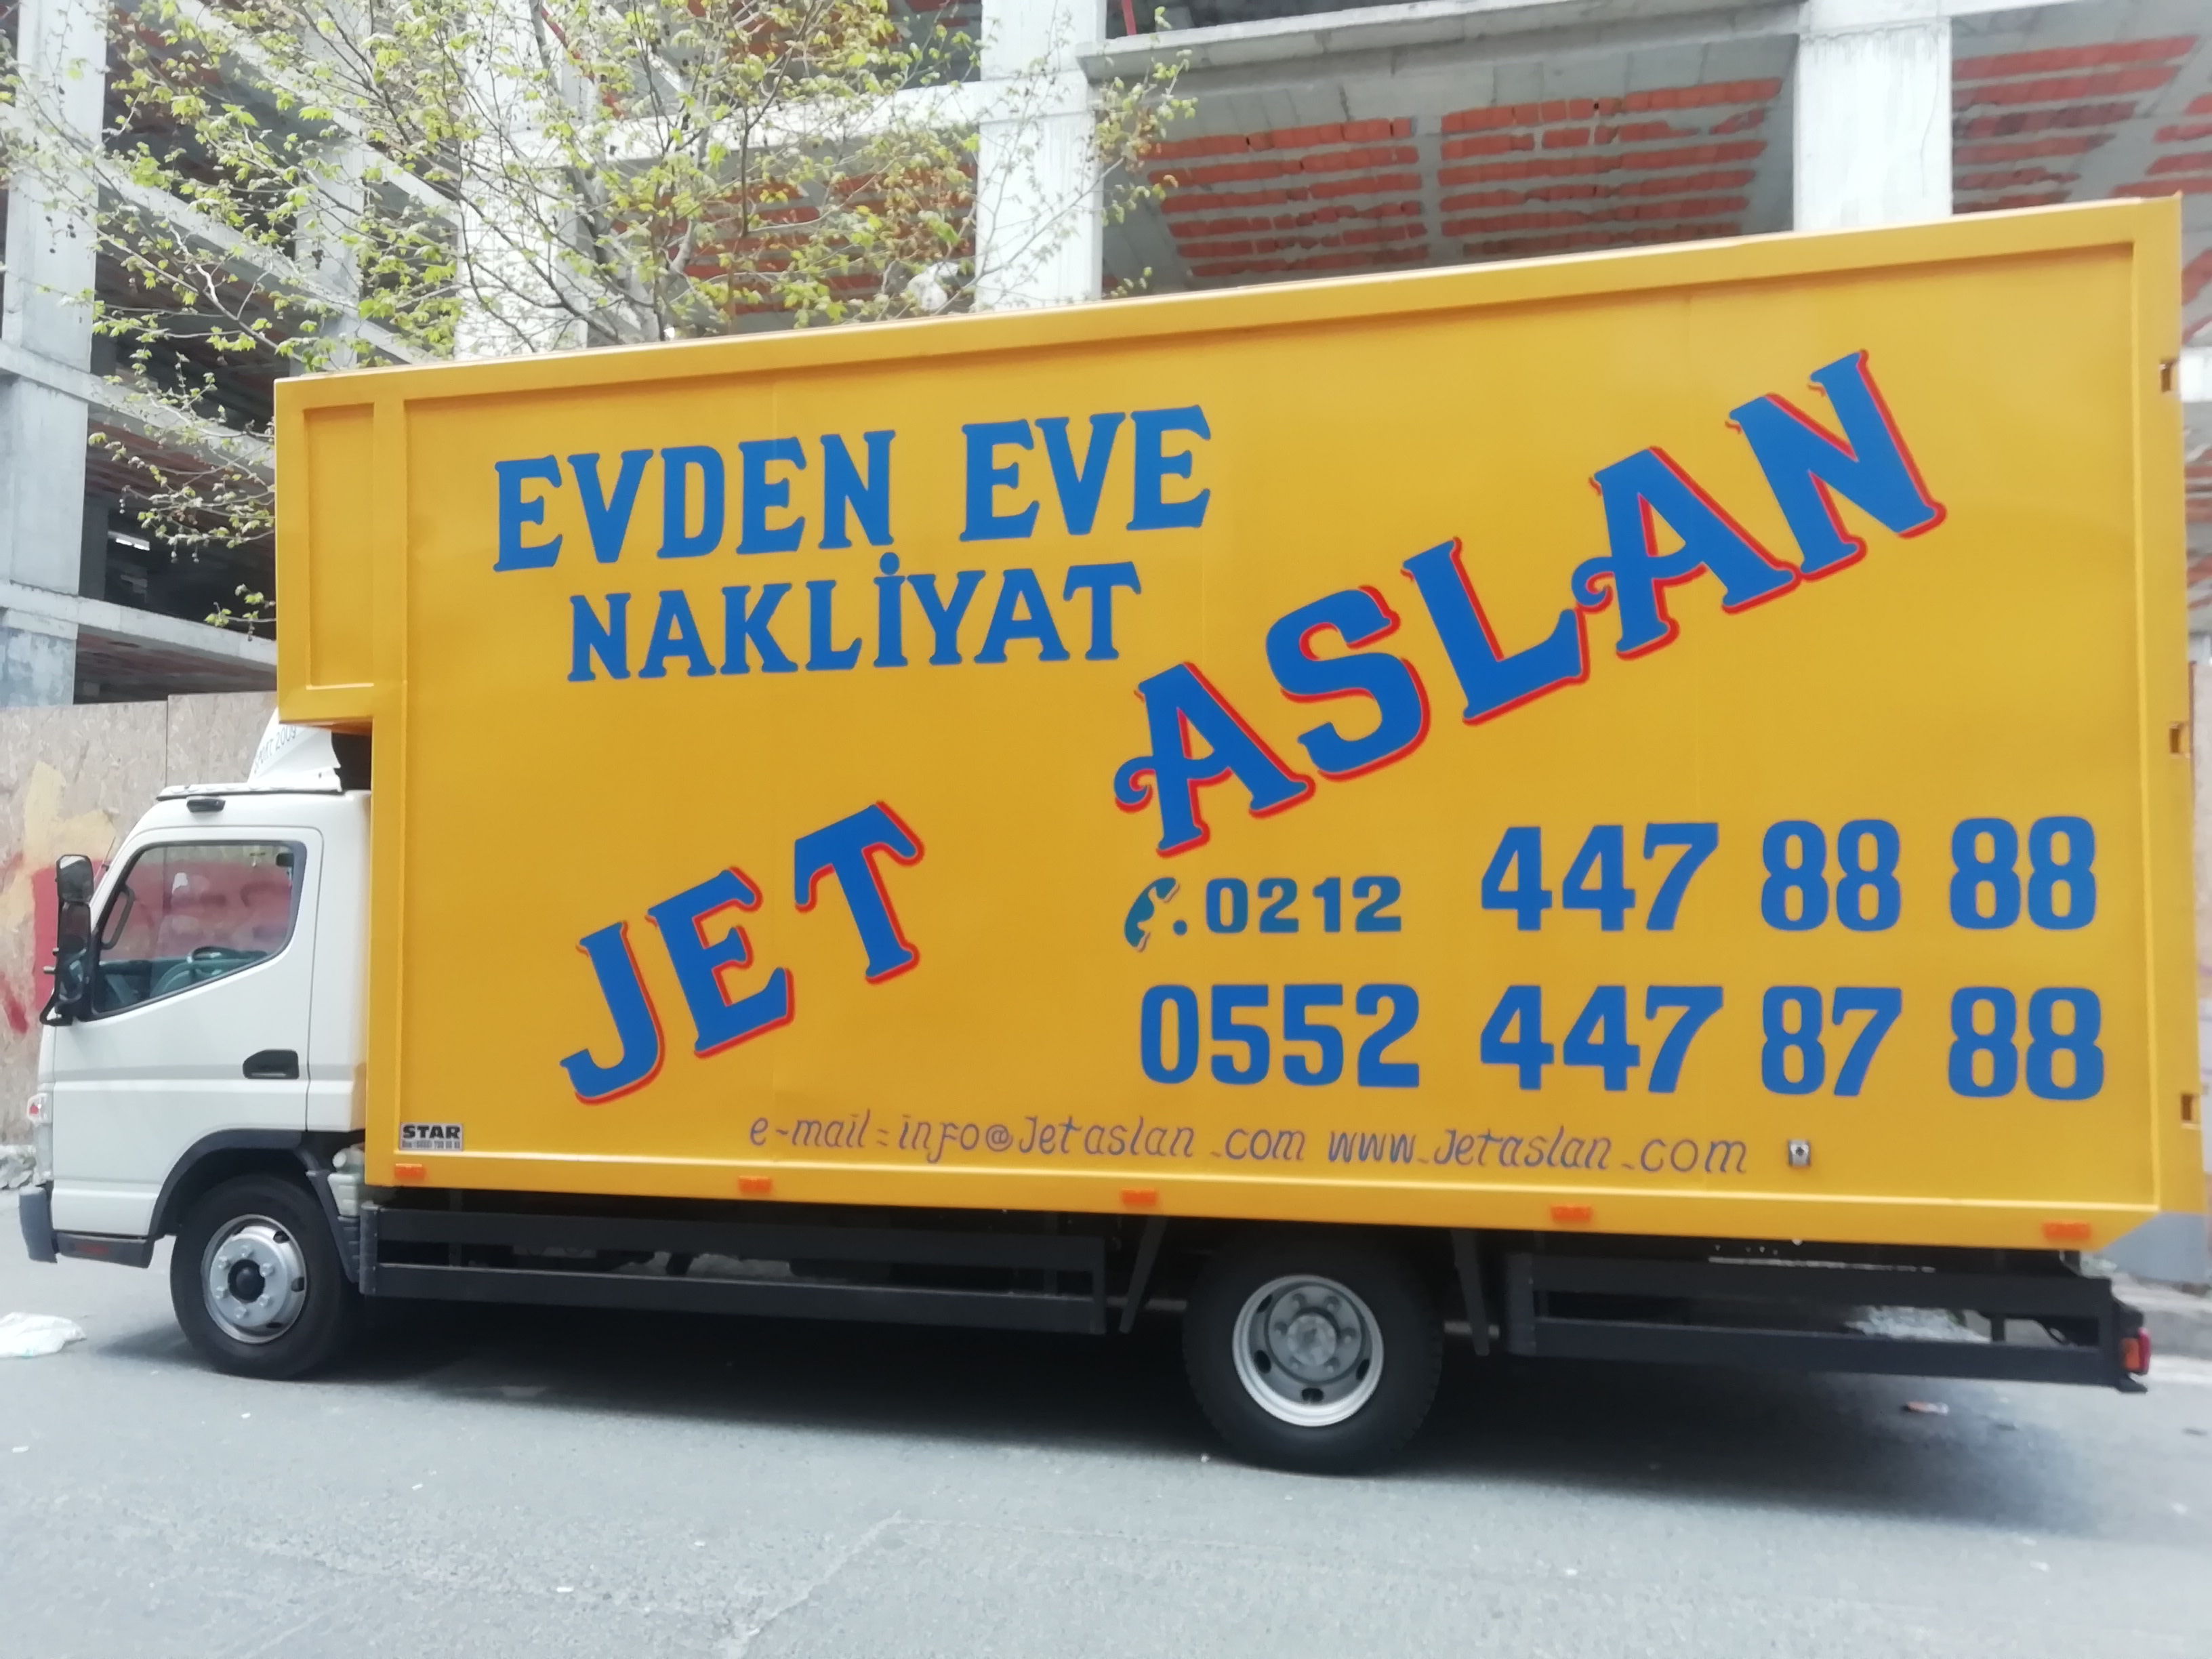 EVDEN EVE
NAKLİYAT
JET ASLAN
0212 447 88 88
0552 447 87 88
e-mail:info@Jetaslan.com www.Jetaslan.com
STAR